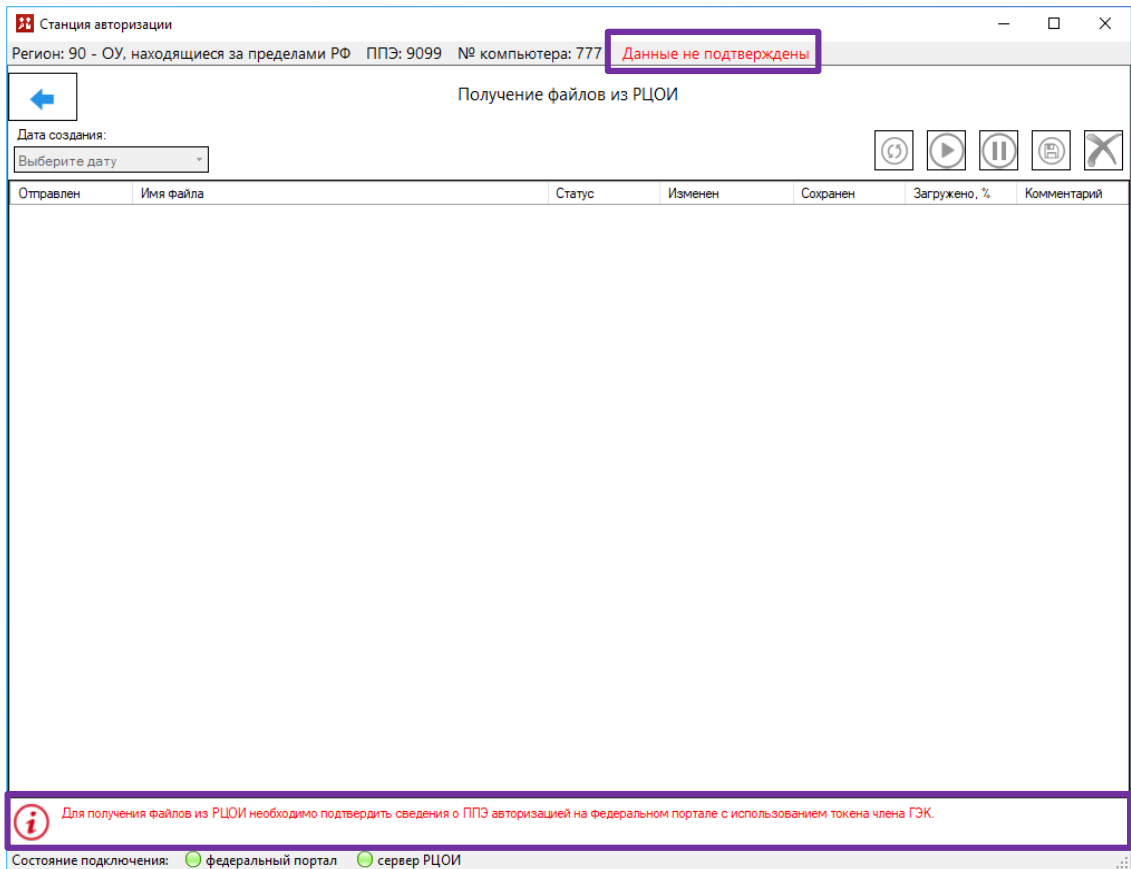 Станция авторизации
Регион: 90 - ОУ, находящиеся за пределами РФ ППЭ: 9099 № компьютера: 777 Данные не подтверждены
Получение файлов из РЦОИ
Дата создания:
Выберите дату
Отправлен Имя файла Статус Изменен Сохранен Загружено, % Комментарий
Для получения файлов из РЦОИ необходимо подтвердить сведения о ППЭ авторизацией на федеральном портале с использованием токена члена ГЭК.
Состояние подключения: федеральный портал сервер РЦОИ